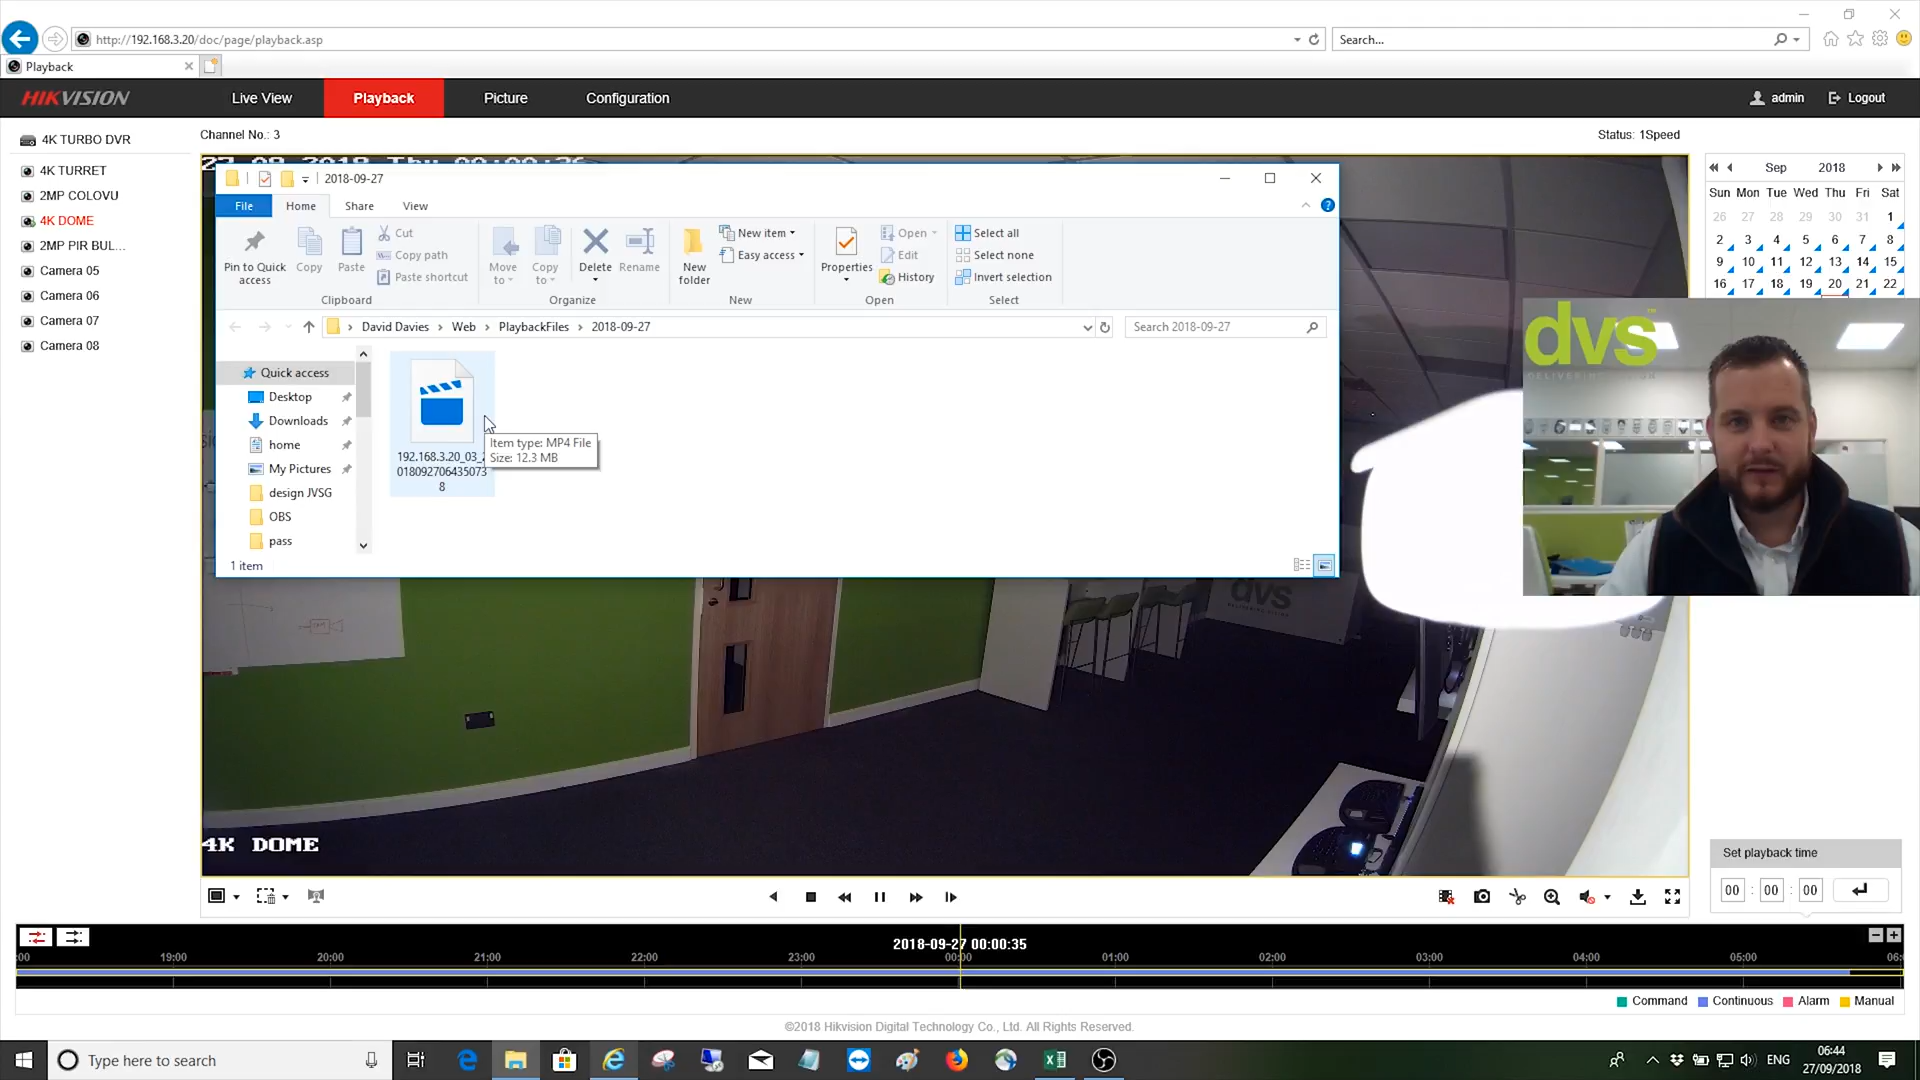 http://192.168.3.20/doc/page/playback.asp
Search...
Playback
HIKVISION
Live View
Playback
Picture
Configuration
admin
Logout
4K TURBO DVR
4K TURRET
2MP COLOVU
4K DOME
2MP PIR BUL...
Camera 05
Camera 06
Camera 07
Camera 08
Channel No.: 3
Status: 1Speed
2018-09-27
File
Home
Share
View
Pin to Quick access
Copy
Paste
Cut
Copy path
Paste shortcut
Clipboard
Move to
Copy to
Delete
Rename
Organize
New folder
New item
Easy access
New
Properties
Open
Edit
History
Open
Select all
Select none
Invert selection
Select
David Davies > Web > PlaybackFiles > 2018-09-27
Search 2018-09-27
Quick access
Desktop
Downloads
home
My Pictures
design JVSG
OBS
pass
192.168.3.20_03_2
018092706435073
8
Item type: MP4 File
Size: 12.3 MB
1 item
Sep 2018
Sun Mon Tue Wed Thu Fri Sat
26 27 28 29 30 31 1
2 3 4 5 6 7 8
9 10 11 12 13 14 15
16 17 18 19 20 21 22
dvs
dvs
4K DOME
Set playback time
00 : 00 : 00
2018-09-27 00:00:35
:00 19:00 20:00 21:00 22:00 23:00 00:00 01:00 02:00 03:00 04:00 05:00 06:
Command Continuous Alarm Manual
©2018 Hikvision Digital Technology Co., Ltd. All Rights Reserved.
Type here to search
ENG
06:44
27/09/2018